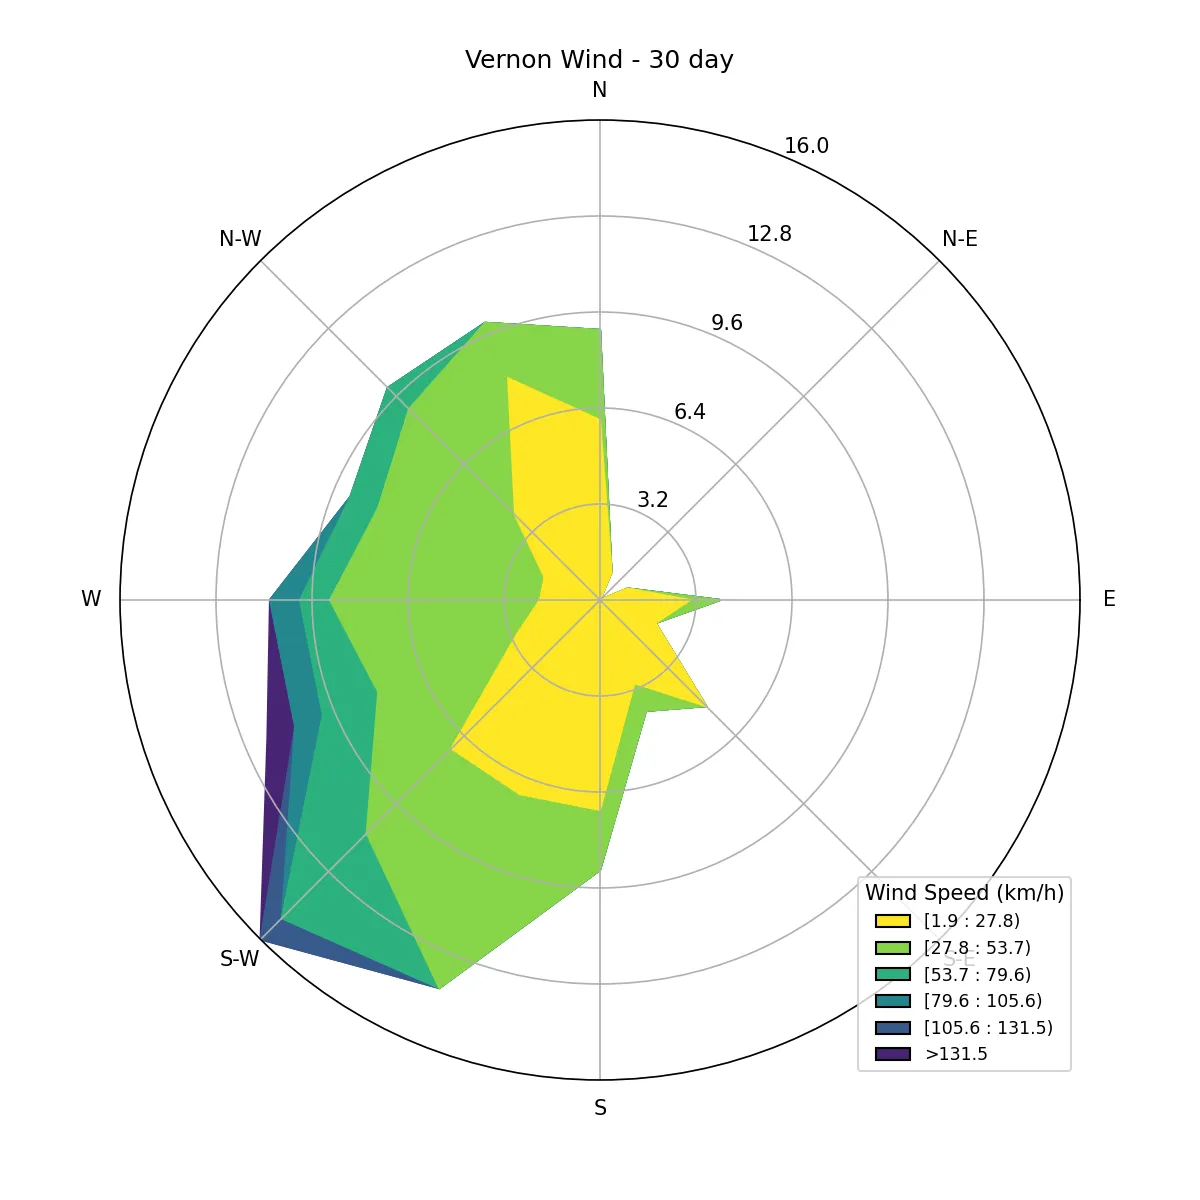 Vernon Wind - 30 day
N
16.0
12.8
N-W
N-E
9.6
6.4
3.2
W
E
Wind Speed (km/h)
[1.9 : 27.8)
[27.8 : 53.7)
S-W
S-E
[53.7 : 79.6)
[79.6 : 105.6)
[105.6 : 131.5)
>131.5
S